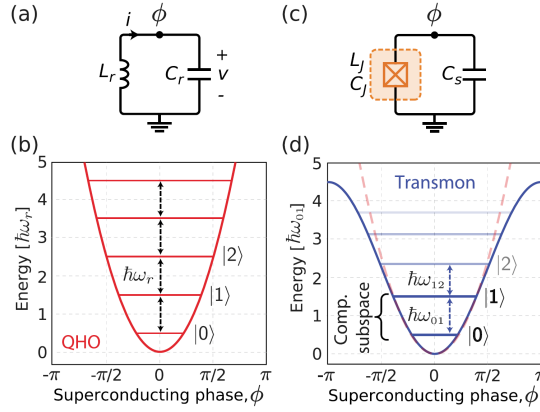 (a)
i
ϕ
L_r
C_r
+
v
-
(c)
ϕ
L_J
C_J
C_s
(b)
Energy [ℏω_r]
5
4
3
2
1
0
ℏω_r
|2⟩
|1⟩
|0⟩
QHO
-π
-π/2
0
π/2
π
Superconducting phase, ϕ
(d)
Energy [ℏω_01]
5
4
3
2
1
0
Transmon
|2⟩
ℏω_12
|1⟩
ℏω_01
|0⟩
Comp.
subspace
-π
-π/2
0
π/2
π
Superconducting phase, ϕ